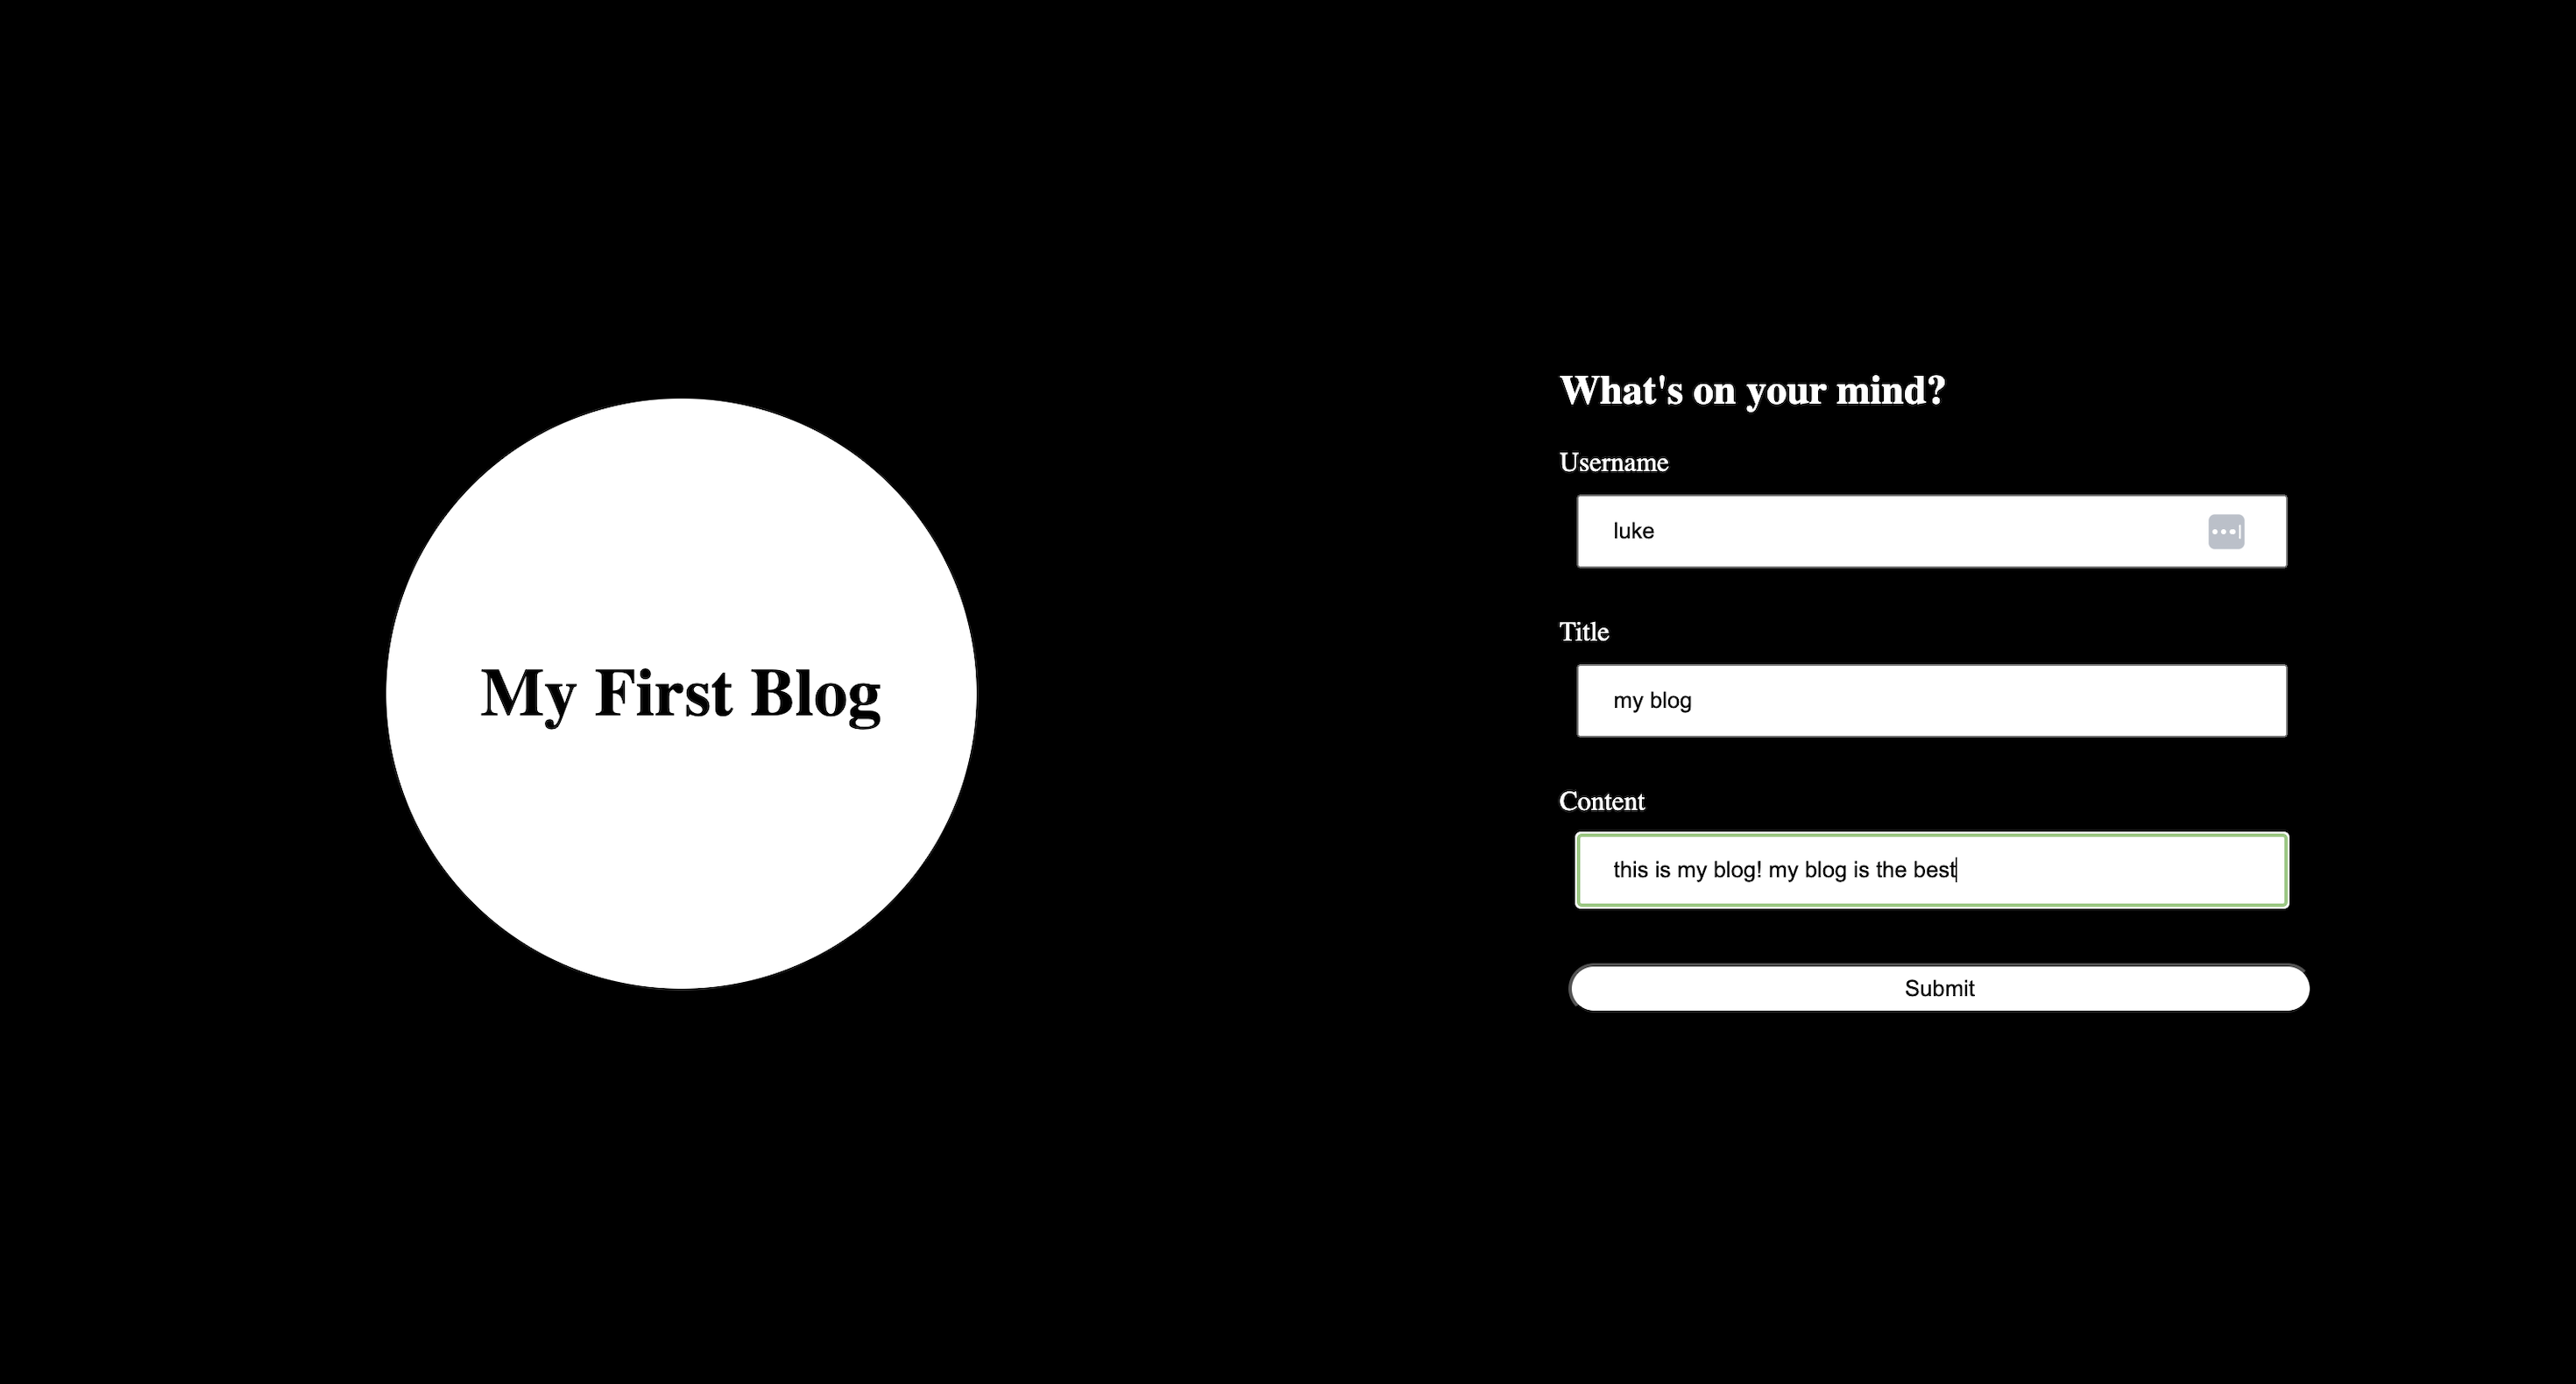 My First Blog
What's on your mind?
Username
luke
Title
my blog
Content
this is my blog! my blog is the best
Submit